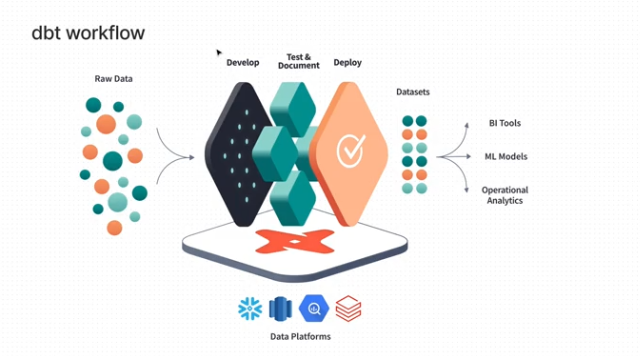 dbt workflow
Raw Data
Develop
Test &
Document
Deploy
Datasets
BI Tools
ML Models
Operational
Analytics
Data Platforms